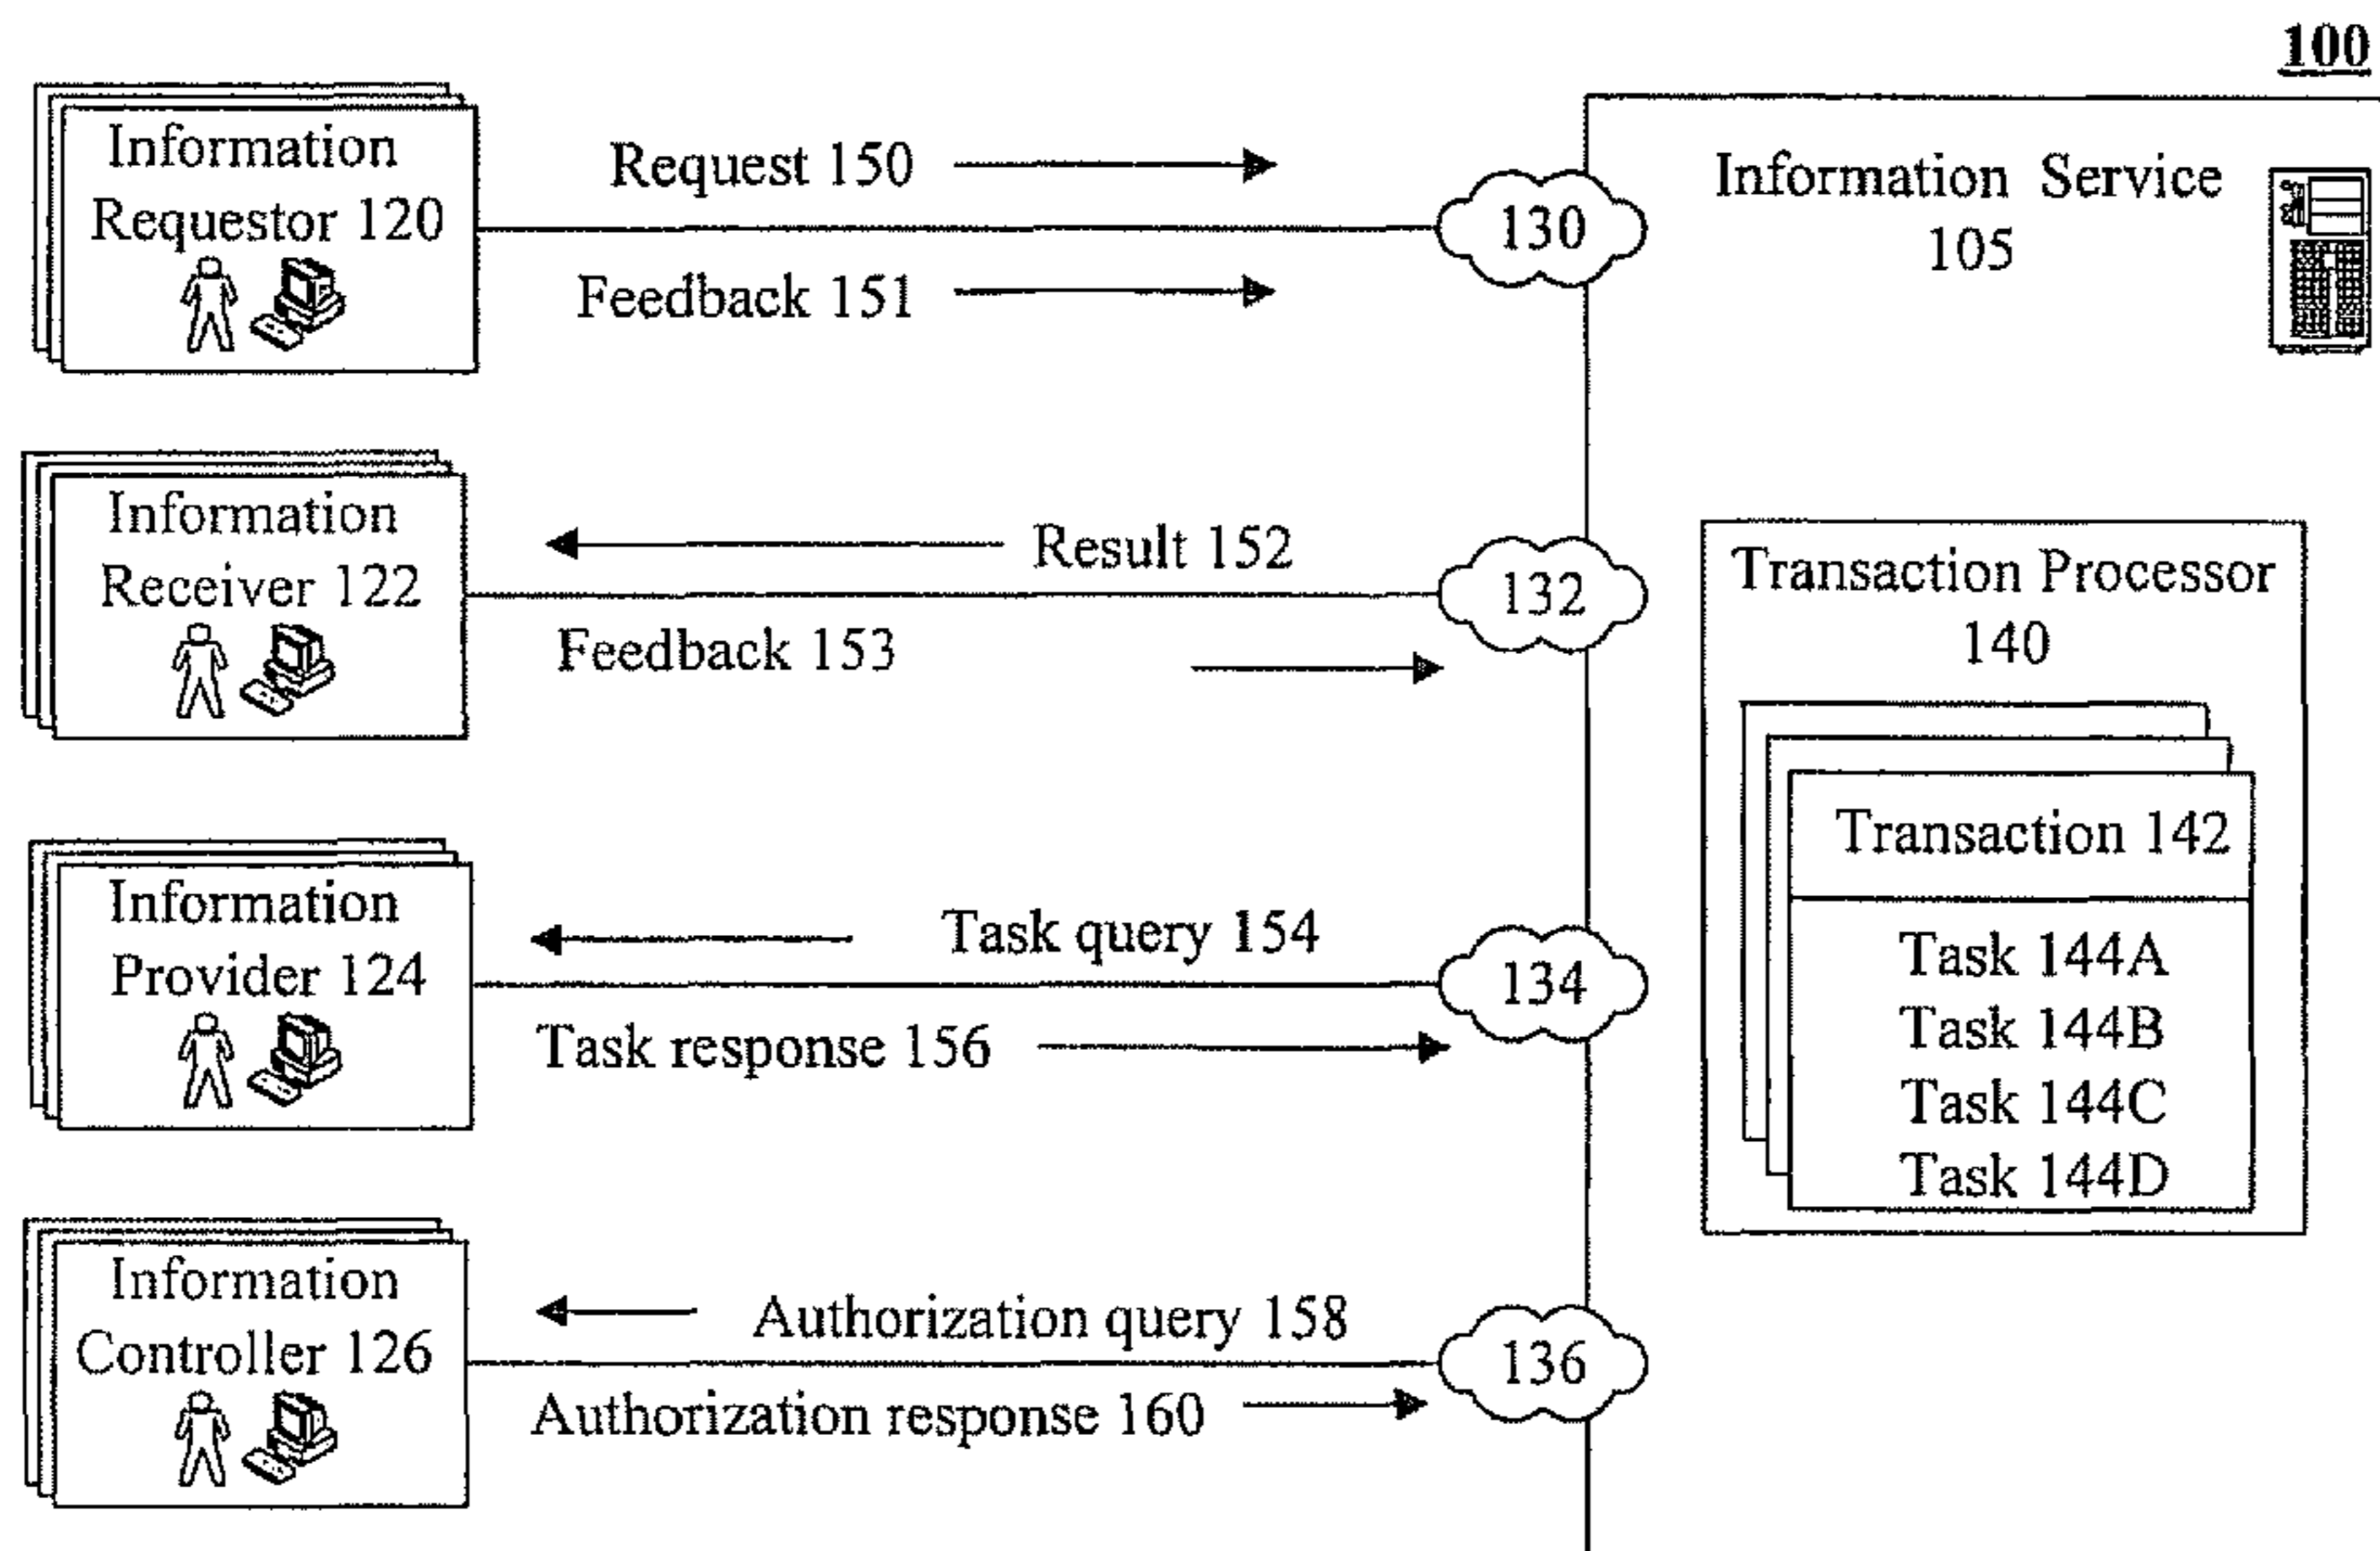 100
Information
Requestor 120
Request 150
Feedback 151
130
Information Service
105
Information
Receiver 122
Result 152
Feedback 153
132
Transaction Processor
140
Transaction 142
Task 144A
Task 144B
Task 144C
Task 144D
Information
Provider 124
Task query 154
Task response 156
134
Information
Controller 126
Authorization query 158
Authorization response 160
136